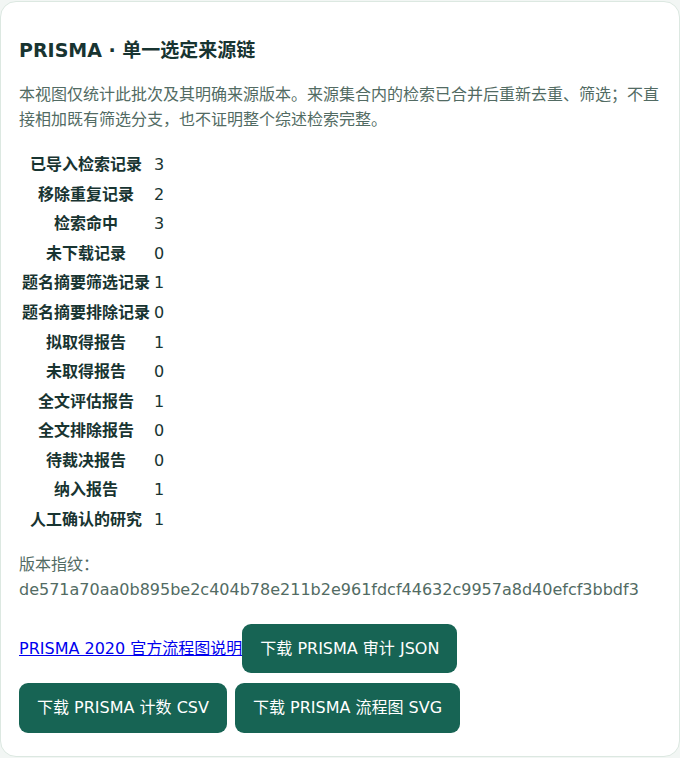 PRISMA · 单一选定来源链
本视图仅统计此批次及其明确来源版本。来源集合内的检索已合并后重新去重、筛选；不直
接相加既有筛选分支，也不证明整个综述检索完整。
已导入检索记录 3
移除重复记录 2
检索命中 3
未下载记录 0
题名摘要筛选记录 1
题名摘要排除记录 0
拟取得报告 1
未取得报告 0
全文评估报告 1
全文排除报告 0
待裁决报告 0
纳入报告 1
人工确认的研究 1
版本指纹：
de571a70aa0b895be2c404b78e211b2e961fdcf44632c9957a8d40efcf3bbdf3
PRISMA 2020 官方流程图说明 下载 PRISMA 审计 JSON
下载 PRISMA 计数 CSV 下载 PRISMA 流程图 SVG